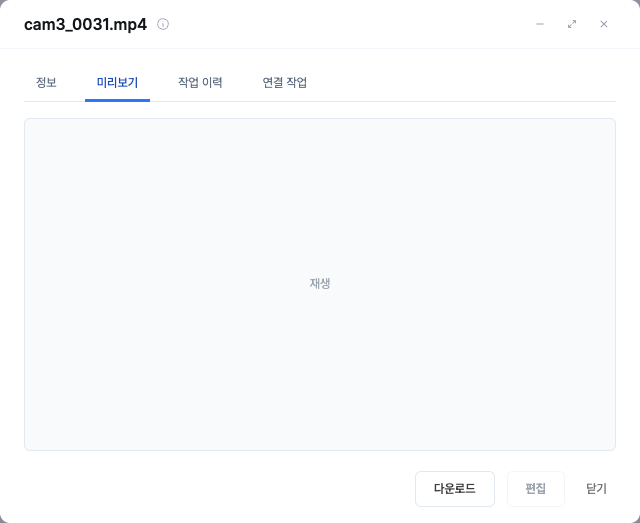 cam3_0031.mp4
정보 미리보기 작업 이력 연결 작업
재생
다운로드 편집 닫기